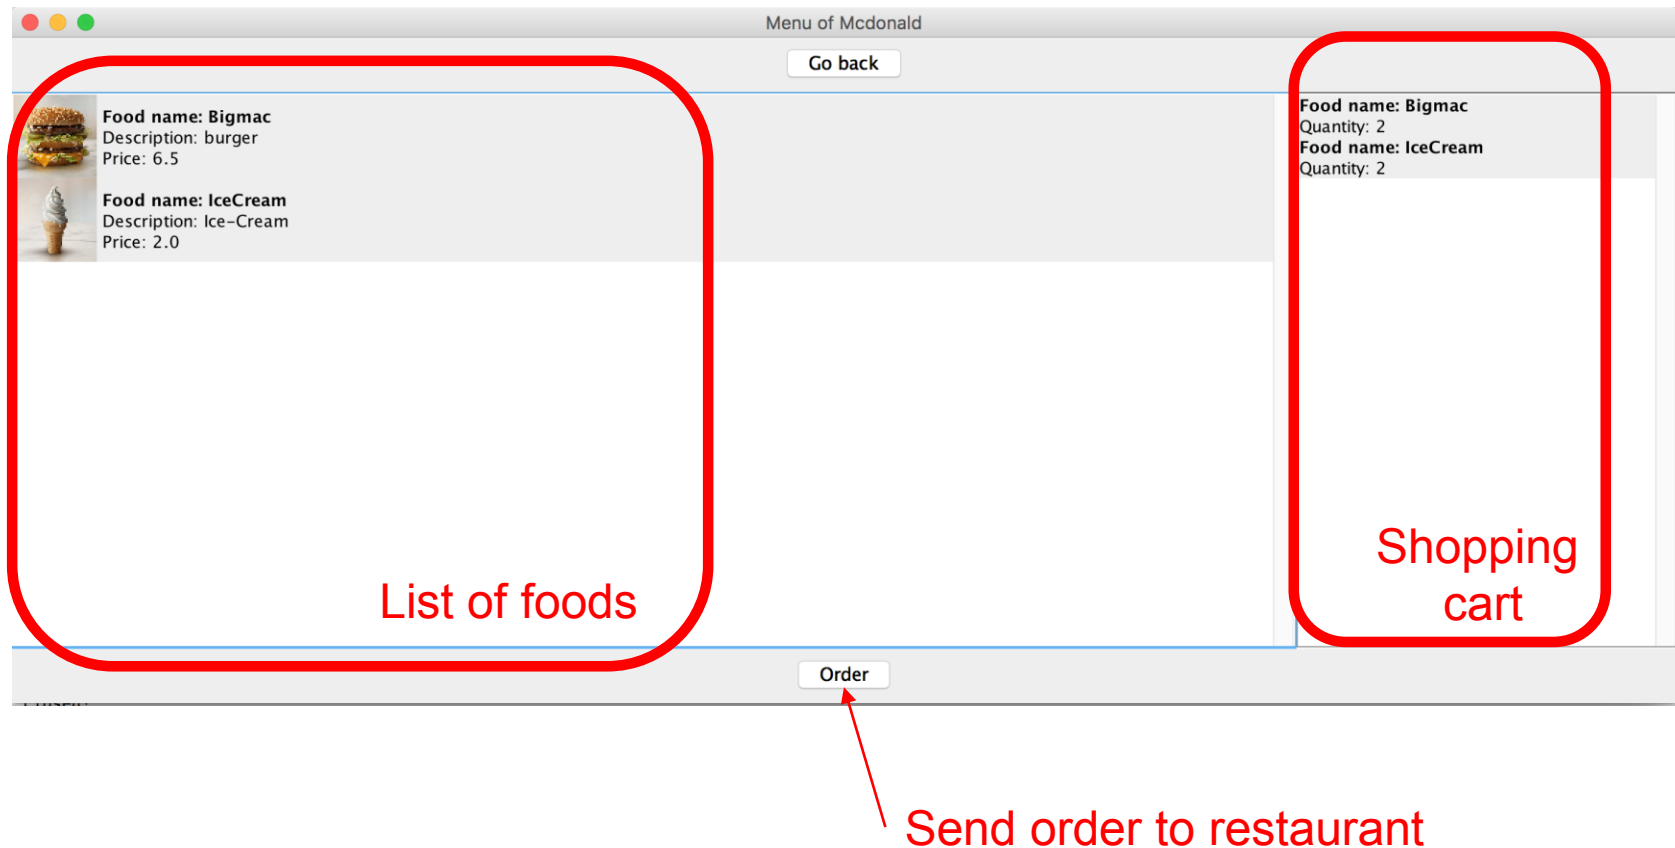 Menu of Mcdonald
Go back
Food name: Bigmac
Description: burger
Price: 6.5
Food name: IceCream
Description: Ice-Cream
Price: 2.0
List of foods
Food name: Bigmac
Quantity: 2
Food name: IceCream
Quantity: 2
Shopping
cart
Order
Send order to restaurant